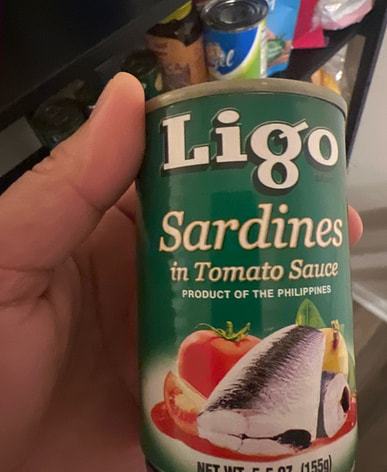 Ligo
Sardines
in Tomato Sauce
PRODUCT OF THE PHILIPPINES
NET WT. 5.5 OZ (155g)